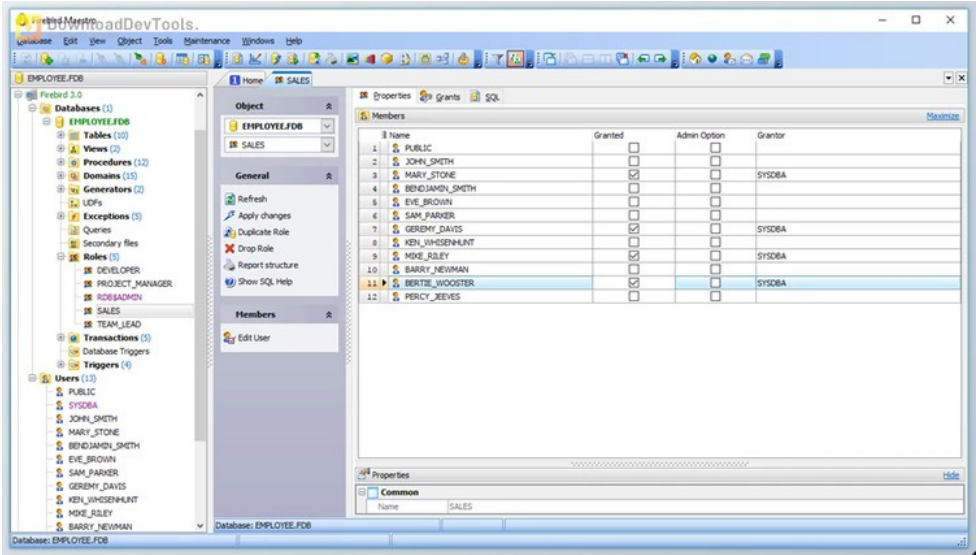 Firebird Maestro
DownloadDevTools.
Database Edit View Object Tools Maintenance Windows Help
EMPLOYEE.FDB
Firebird 3.0
Databases (1)
EMPLOYEE.FDB
Tables (10)
Views (2)
Procedures (12)
Domains (15)
Generators (2)
UDFs
Exceptions (5)
Queries
Secondary files
Roles (5)
DEVELOPER
PROJECT_MANAGER
RDB$ADMIN
SALES
TEAM_LEAD
Transactions (5)
Database Triggers
Triggers (4)
Users (13)
PUBLIC
SYSDBA
JOHN_SMITH
MARY_STONE
BENDJAMIN_SMITH
EVE_BROWN
SAM_PARKER
GEREMY_DAVIS
KEN_WHISENHUNT
MIKE_RILEY
BARRY_NEWMAN
1 Home SALES
Object
EMPLOYEE.FDB
SALES
General
Refresh
Apply changes
Duplicate Role
Drop Role
Report structure
Show SQL Help
Members
Edit User
Properties Grants SQL
Members Maximize
Name Granted Admin Option Grantor
1 PUBLIC
2 JOHN_SMITH
3 MARY_STONE SYSDBA
4 BENDJAMIN_SMITH
5 EVE_BROWN
6 SAM_PARKER
7 GEREMY_DAVIS SYSDBA
8 KEN_WHISENHUNT
9 MIKE_RILEY SYSDBA
10 BARRY_NEWMAN
11 BERTIE_WOOSTER SYSDBA
12 PERCY_JEEVES
Properties Hide
Common
Name SALES
Database: EMPLOYEE.FDB
Database: EMPLOYEE.FDB